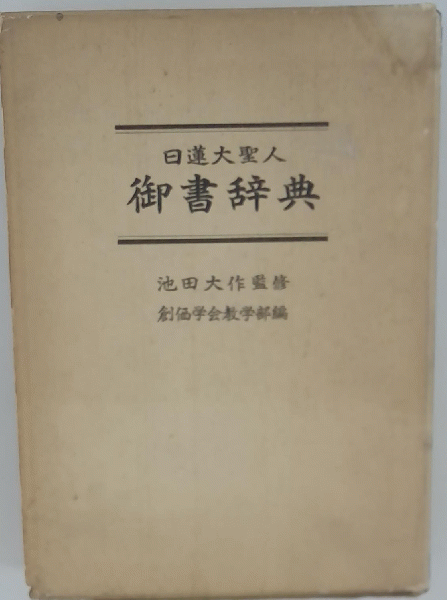 日蓮大聖人
御書辞典
池田大作監修
創価学会教学部編